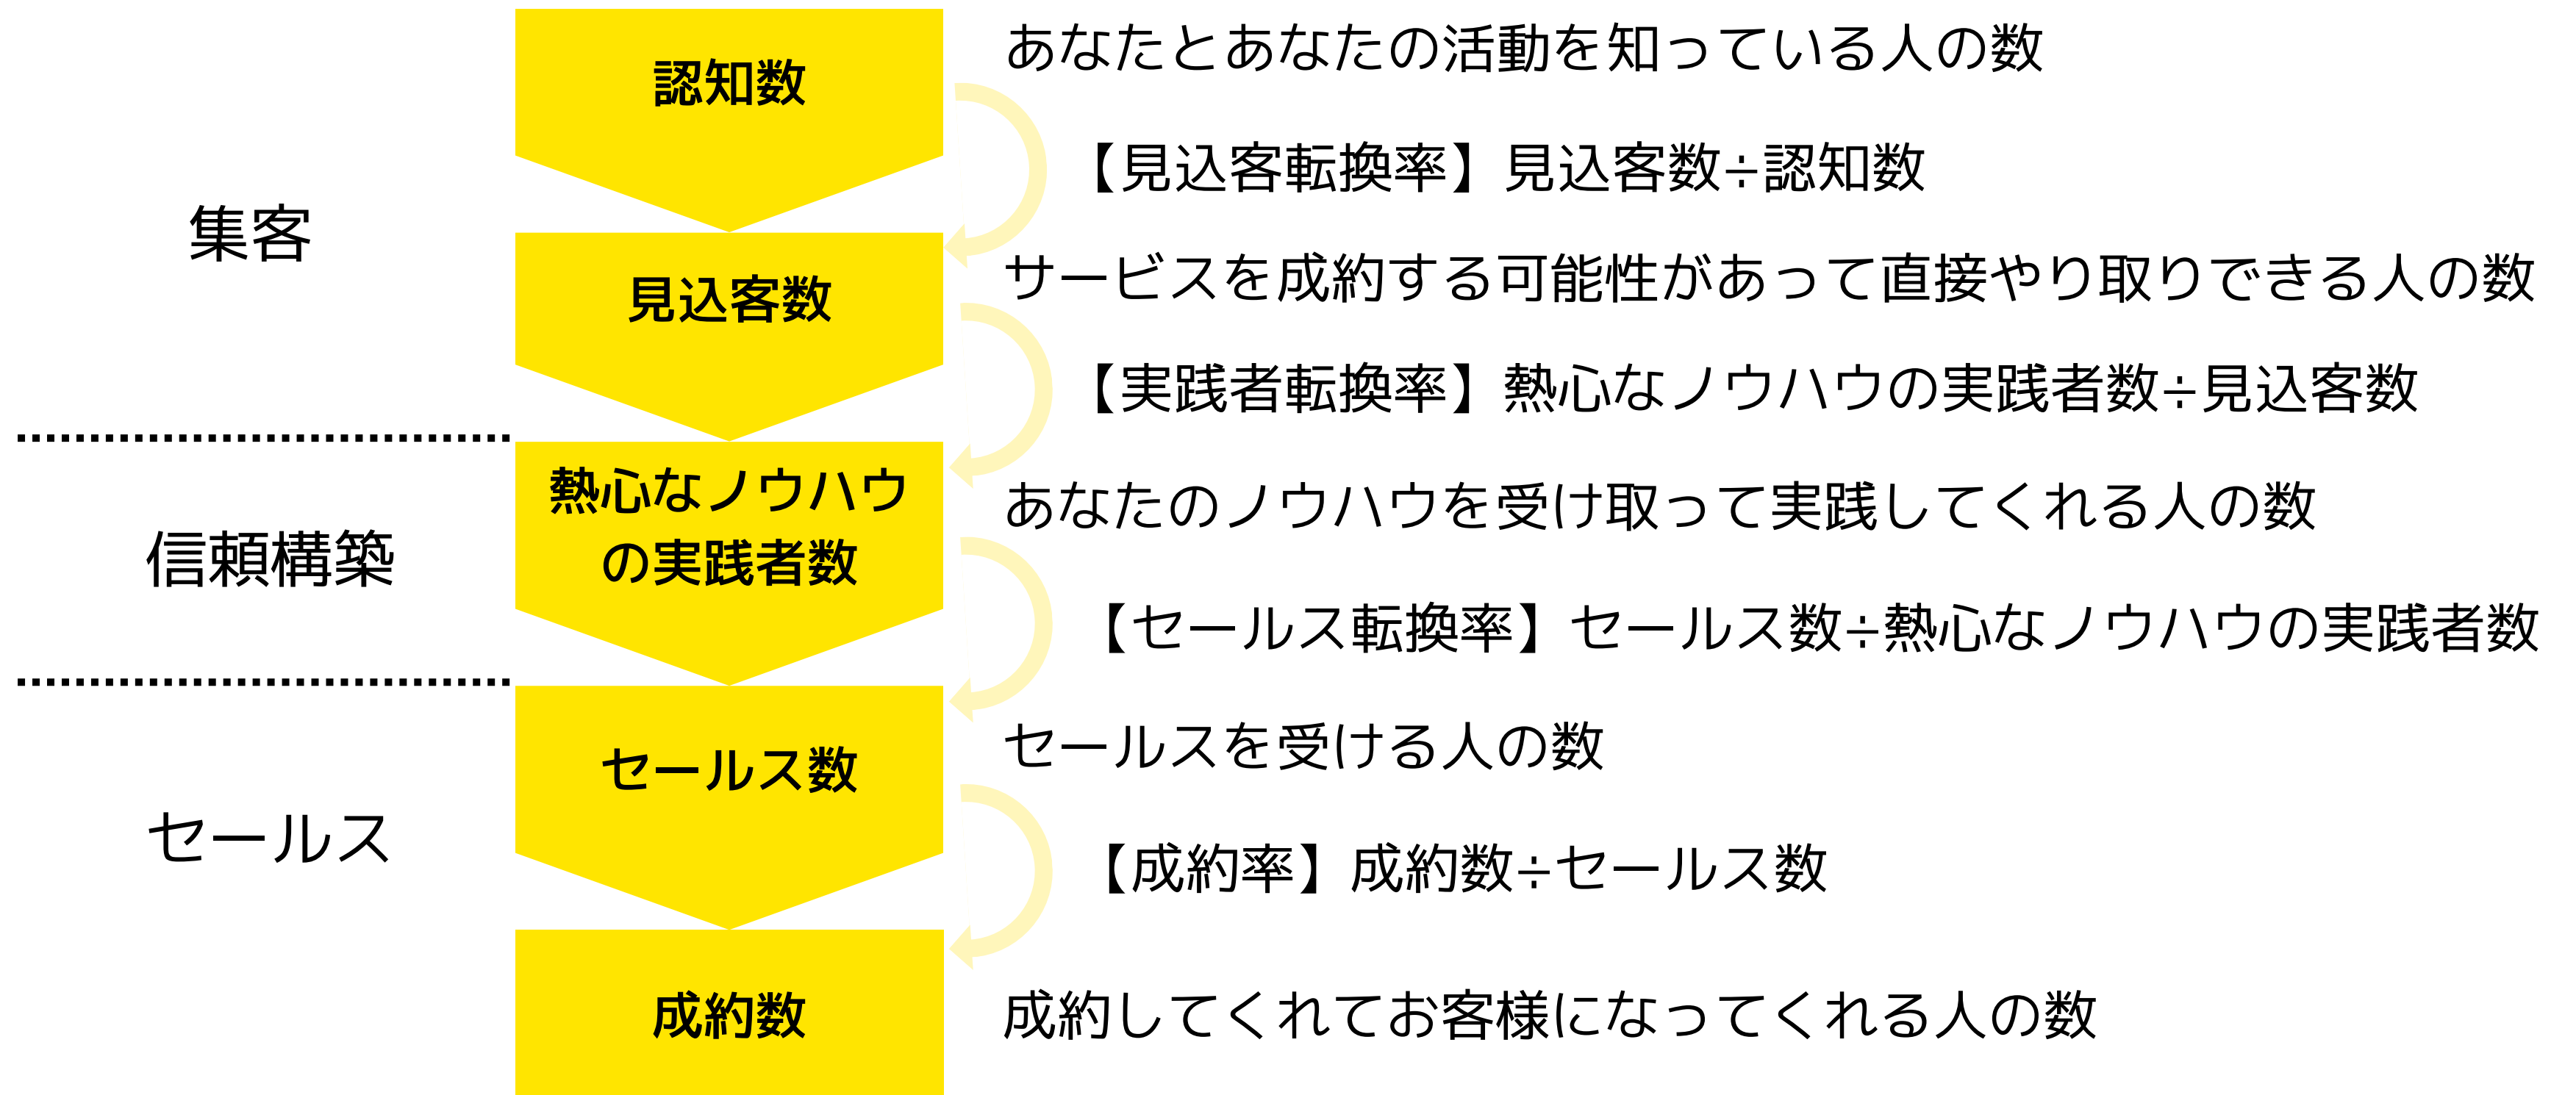 認知数
あなたとあなたの活動を知っている人の数
【見込客転換率】見込客数÷認知数
集客
見込客数
サービスを成約する可能性があって直接やり取りできる人の数
【実践者転換率】熱心なノウハウの実践者数÷見込客数
信頼構築
熱心なノウハウ
の実践者数
あなたのノウハウを受け取って実践してくれる人の数
【セールス転換率】セールス数÷熱心なノウハウの実践者数
セールス
セールス数
セールスを受ける人の数
【成約率】成約数÷セールス数
成約数
成約してくれてお客様になってくれる人の数